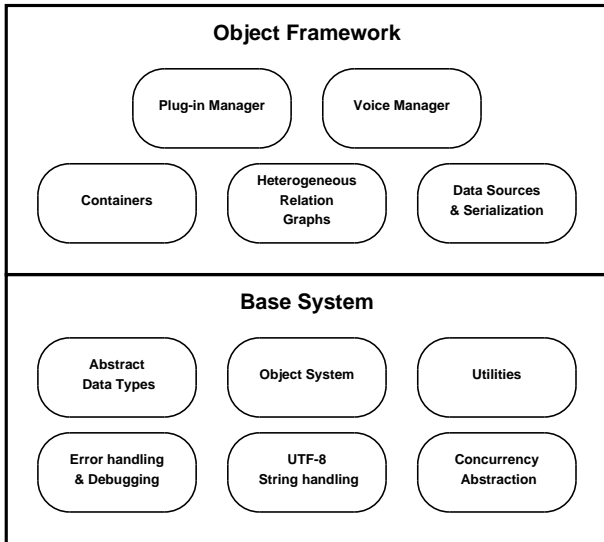 Object Framework
Plug-in Manager
Voice Manager
Containers
Heterogeneous
Relation
Graphs
Data Sources
& Serialization
Base System
Abstract
Data Types
Object System
Utilities
Error handling
& Debugging
UTF-8
String handling
Concurrency
Abstraction